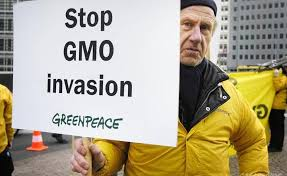 Stop
GMO
invasion
GREENPEACE